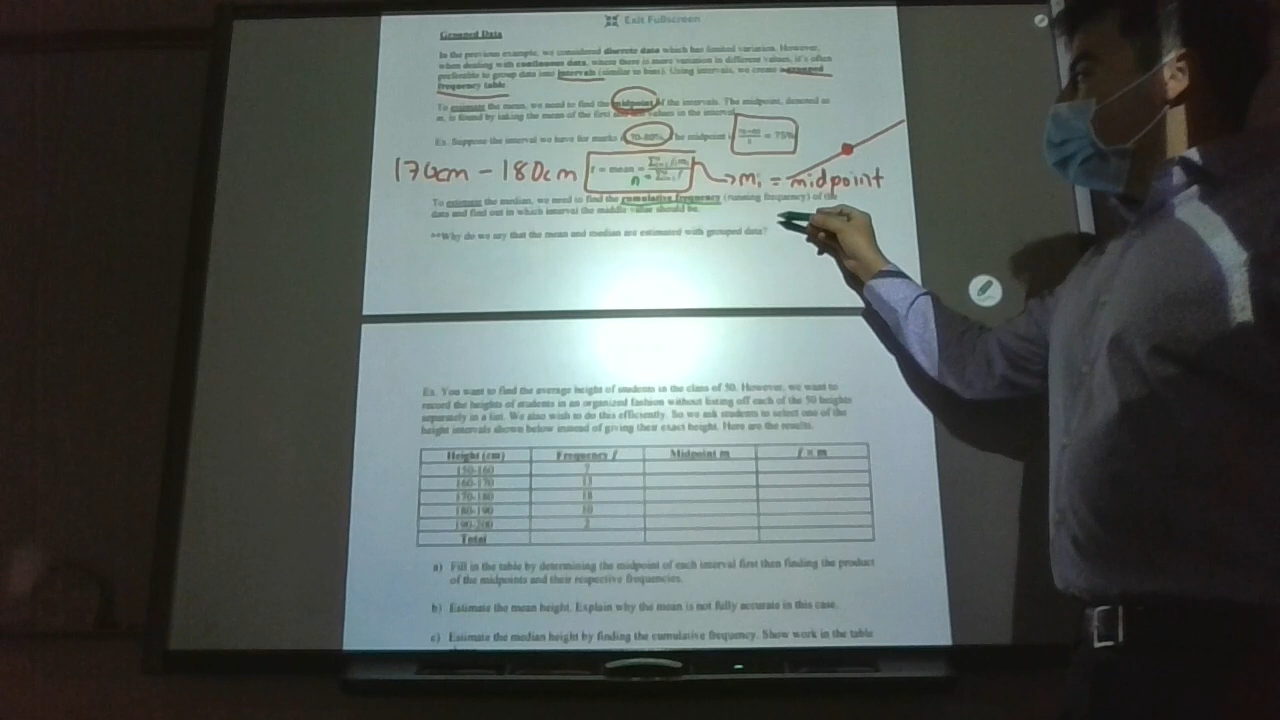 Exit Fullscreen
Grouped Data
In the previous example, we considered discrete data which has limited variation. However,
when dealing with continuous data, where there is more variation in different values, it's often
preferable to group data into intervals (similar to bins). Using intervals, we create a grouped
frequency table.
To estimate the mean, we need to find the midpoint of the intervals. The midpoint, denoted as
m, is found by taking the mean of the first and values in the interval.
Ex. Suppose the interval we have for marks 70-80% he midpoint = 75%
170cm - 180cm = mean = n mi = midpoint
To estimate the median, we need to find the cumulative frequency (running frequency) of the
data and find out in which interval the middle value should be.
**Why do we say that the mean and median are estimated with grouped data?
Ex. You want to find the average height of students in the class of 50. However, we want to
record the heights of students in an organized fashion without listing off each of the 50 heights
separately in a list. We also wish to do this efficiently. So we ask students to select one of the
height intervals shown below instead of giving their exact height. Here are the results.
Height (cm) Frequency f Midpoint m f × m
150-160 7
160-170 13
170-180 18
180-190 10
190-200 2
Total
a) Fill in the table by determining the midpoint of each interval first then finding the product
of the midpoints and their respective frequencies.
b) Estimate the mean height. Explain why the mean is not fully accurate in this case.
c) Estimate the median height by finding the cumulative frequency. Show work in the table